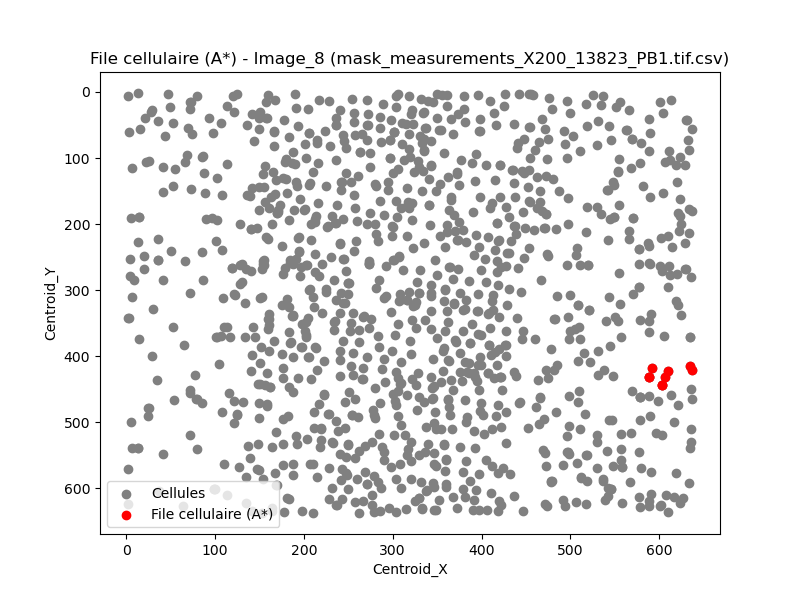 File cellulaire (A*) - Image_8 (mask_measurements_X200_13823_PB1.tif.csv)
0
100
200
300
400
500
600
Centroid_Y
Cellules
File cellulaire (A*)
0 100 200 300 400 500 600
Centroid_X